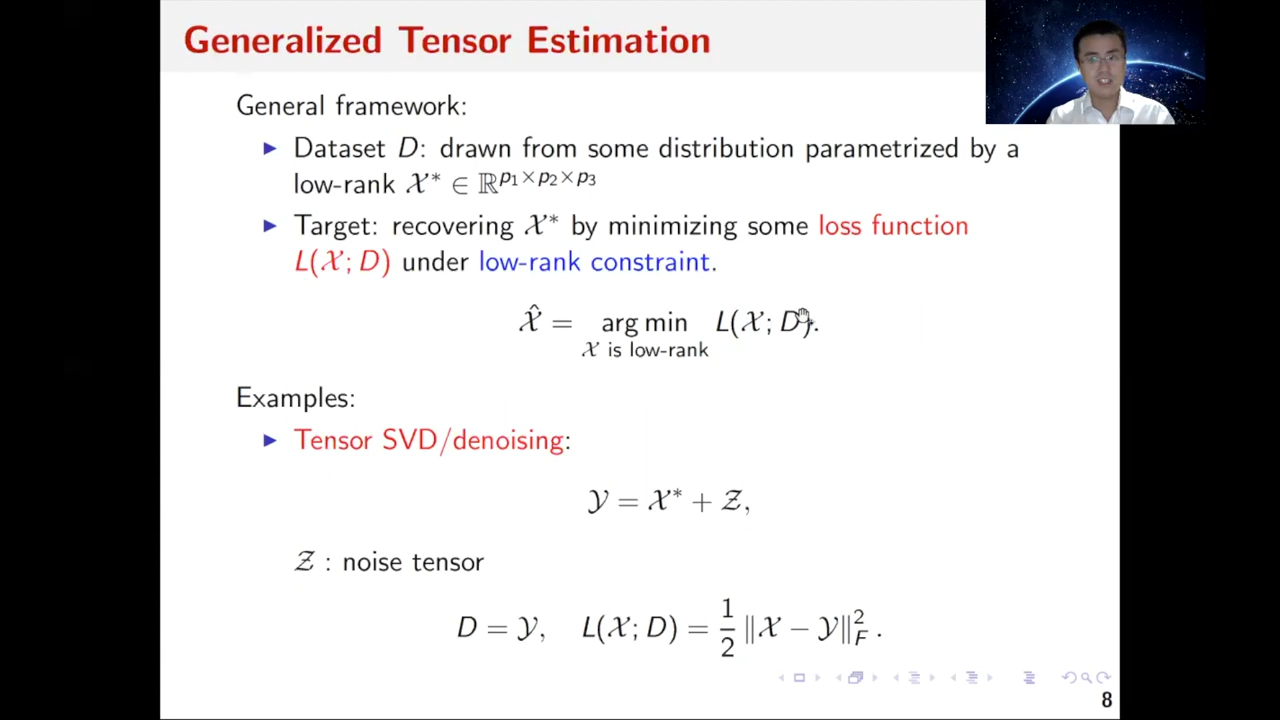 Generalized Tensor Estimation
General framework:
▶ Dataset D: drawn from some distribution parametrized by a
low-rank 𝒳* ∈ ℝ^{p₁×p₂×p₃}
▶ Target: recovering 𝒳* by minimizing some loss function
L(𝒳; D) under low-rank constraint.
𝒳̂ = arg min L(𝒳; D).
𝒳 is low-rank
Examples:
▶ Tensor SVD/denoising:
𝒴 = 𝒳* + 𝒵,
𝒵 : noise tensor
D = 𝒴, L(𝒳; D) = 1/2 ‖𝒳 − 𝒴‖²_F .
8